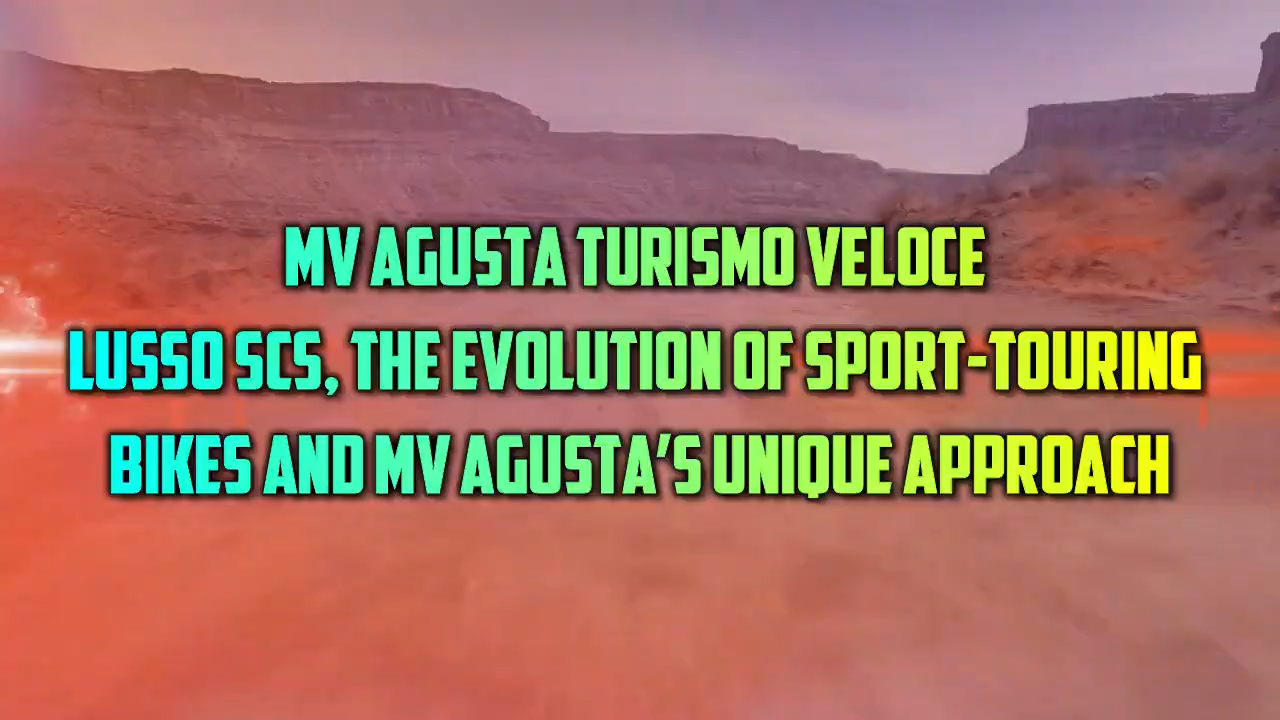 MV AGUSTA TURISMO VELOCE
LUSSO SCS, THE EVOLUTION OF SPORT-TOURING
BIKES AND MV AGUSTA'S UNIQUE APPROACH